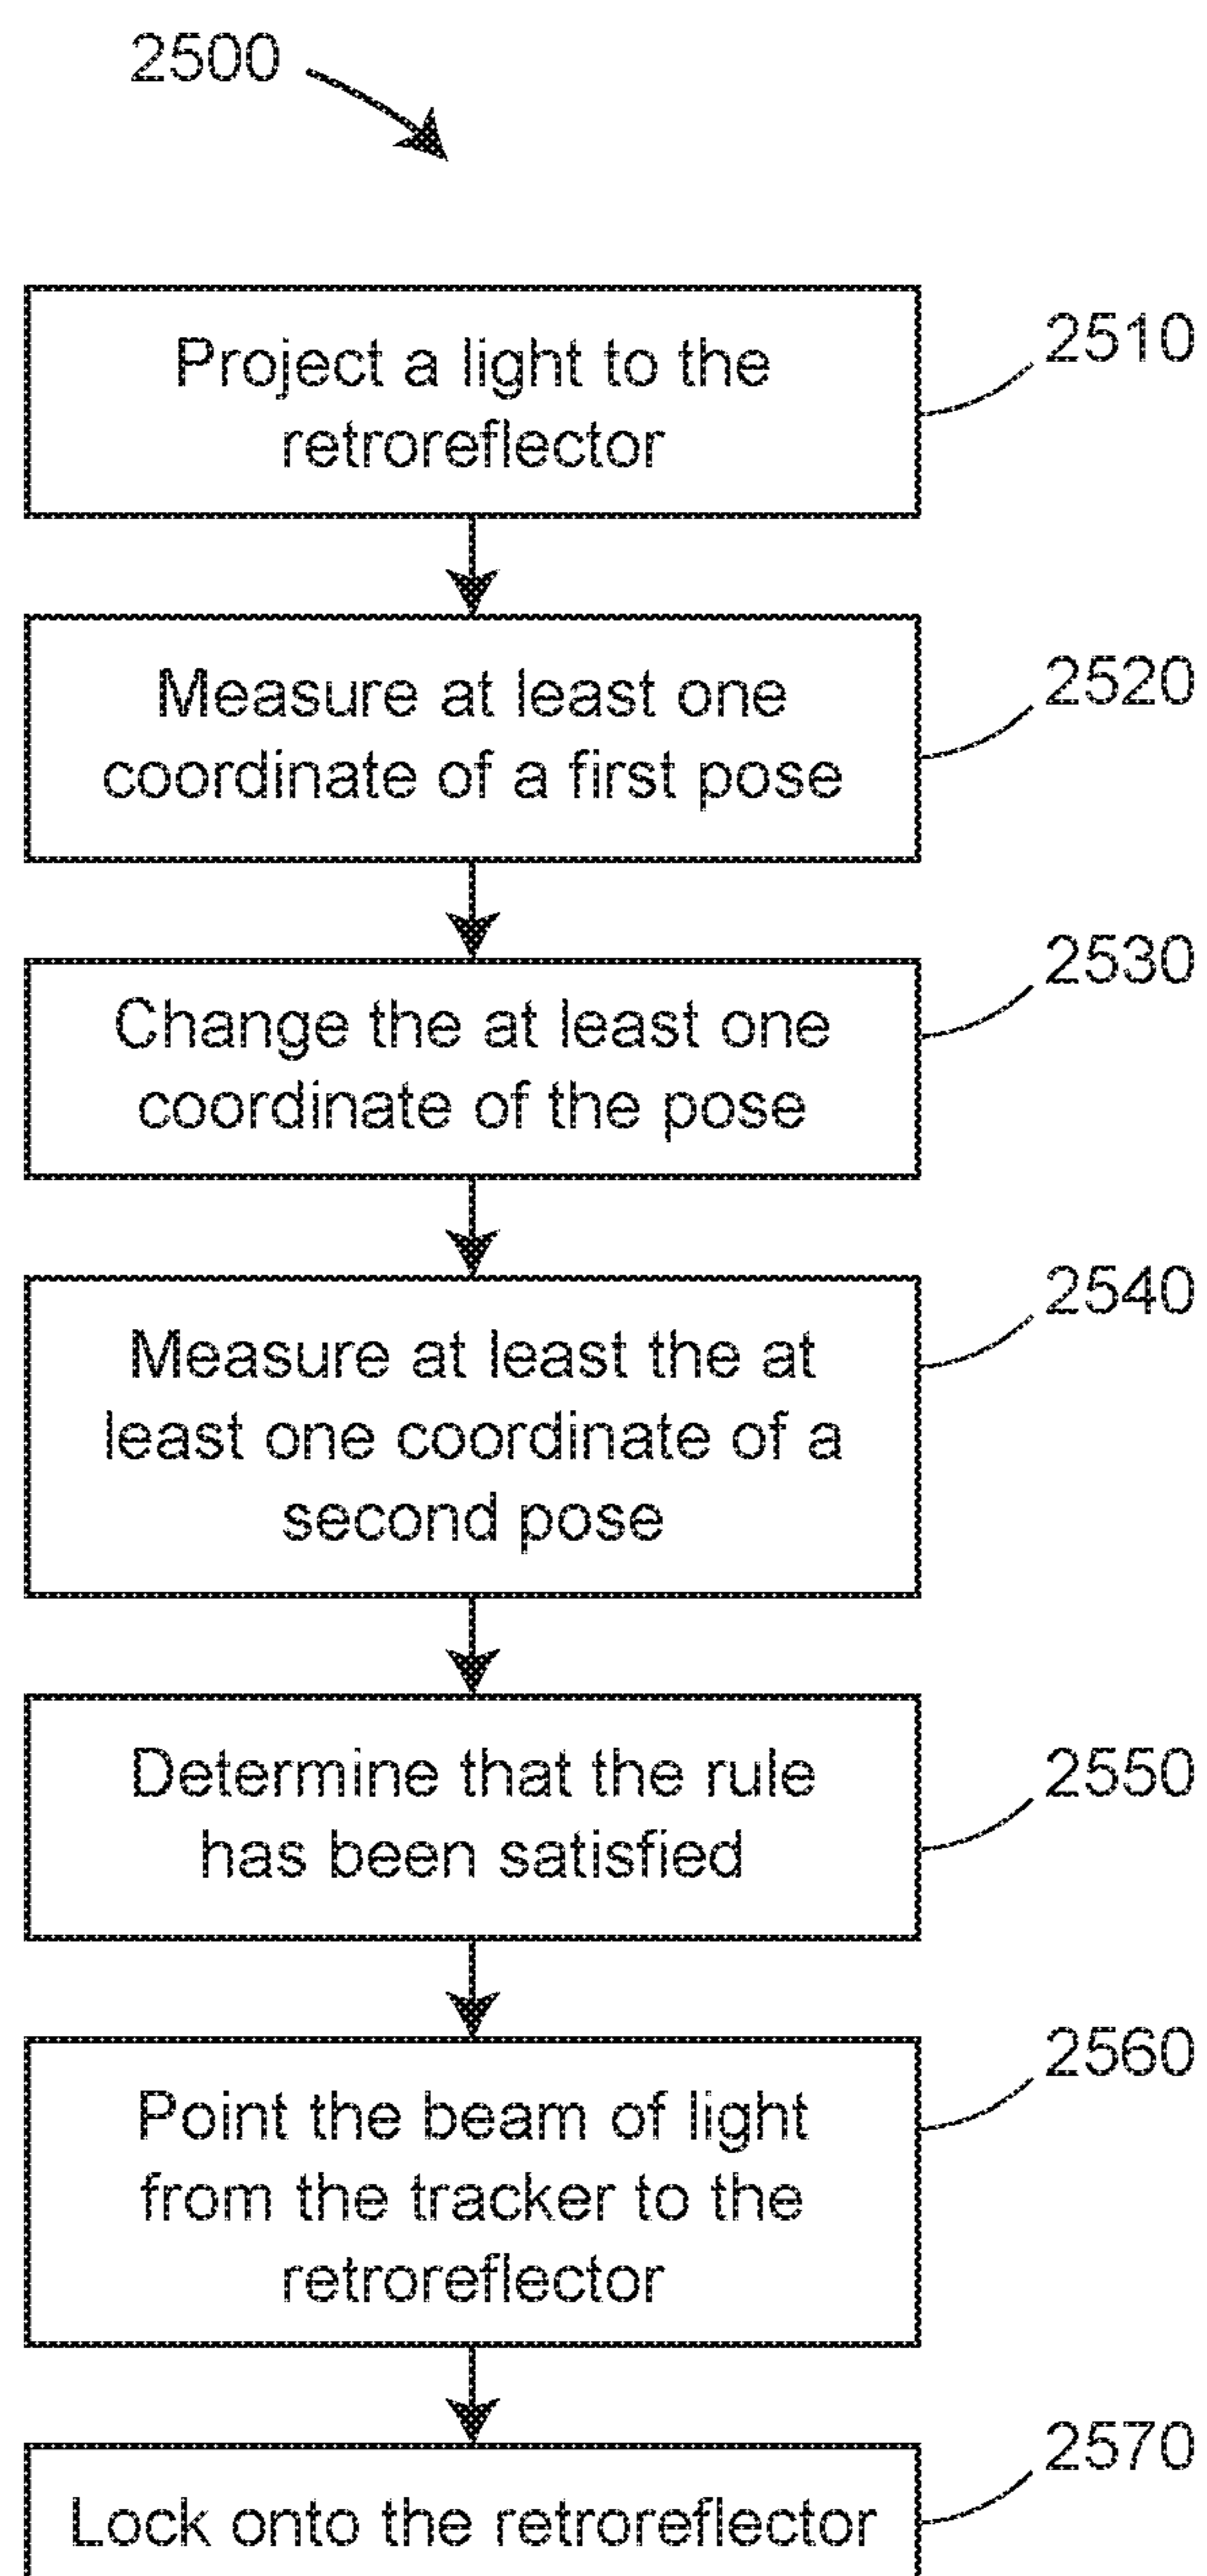 2500
Project a light to the
retroreflector
2510
Measure at least one
coordinate of a first pose
2520
Change the at least one
coordinate of the pose
2530
Measure at least the at
least one coordinate of a
second pose
2540
Determine that the rule
has been satisfied
2550
Point the beam of light
from the tracker to the
retroreflector
2560
Lock onto the retroreflector
2570